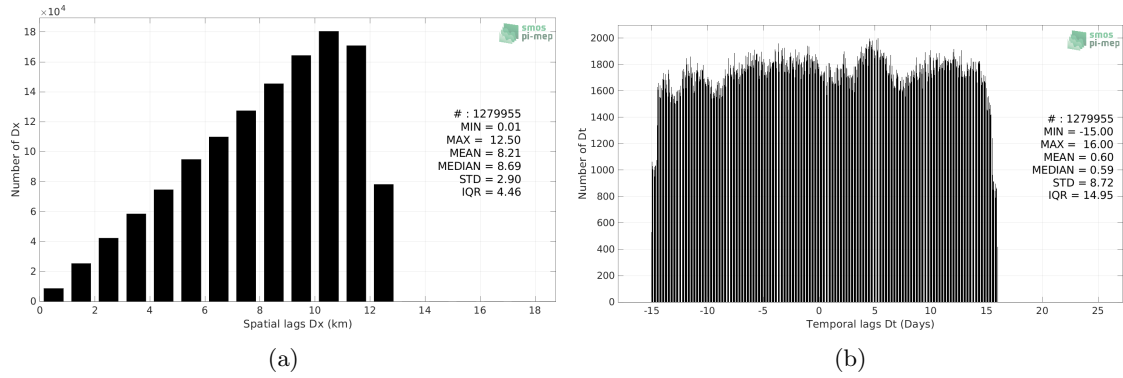 ×10⁴
18
16
14
12
10
8
6
4
2
0
Number of Dx
0 2 4 6 8 10 12 14 16 18
Spatial lags Dx (km)
smos
pi-mep
# : 1279955
MIN = 0.01
MAX = 12.50
MEAN = 8.21
MEDIAN = 8.69
STD = 2.90
IQR = 4.46
(a)
2000
1800
1600
1400
1200
1000
800
600
400
200
0
Number of Dt
-15 -10 -5 0 5 10 15 20 25
Temporal lags Dt (Days)
smos
pi-mep
# : 1279955
MIN = -15.00
MAX = 16.00
MEAN = 0.60
MEDIAN = 0.59
STD = 8.72
IQR = 14.95
(b)